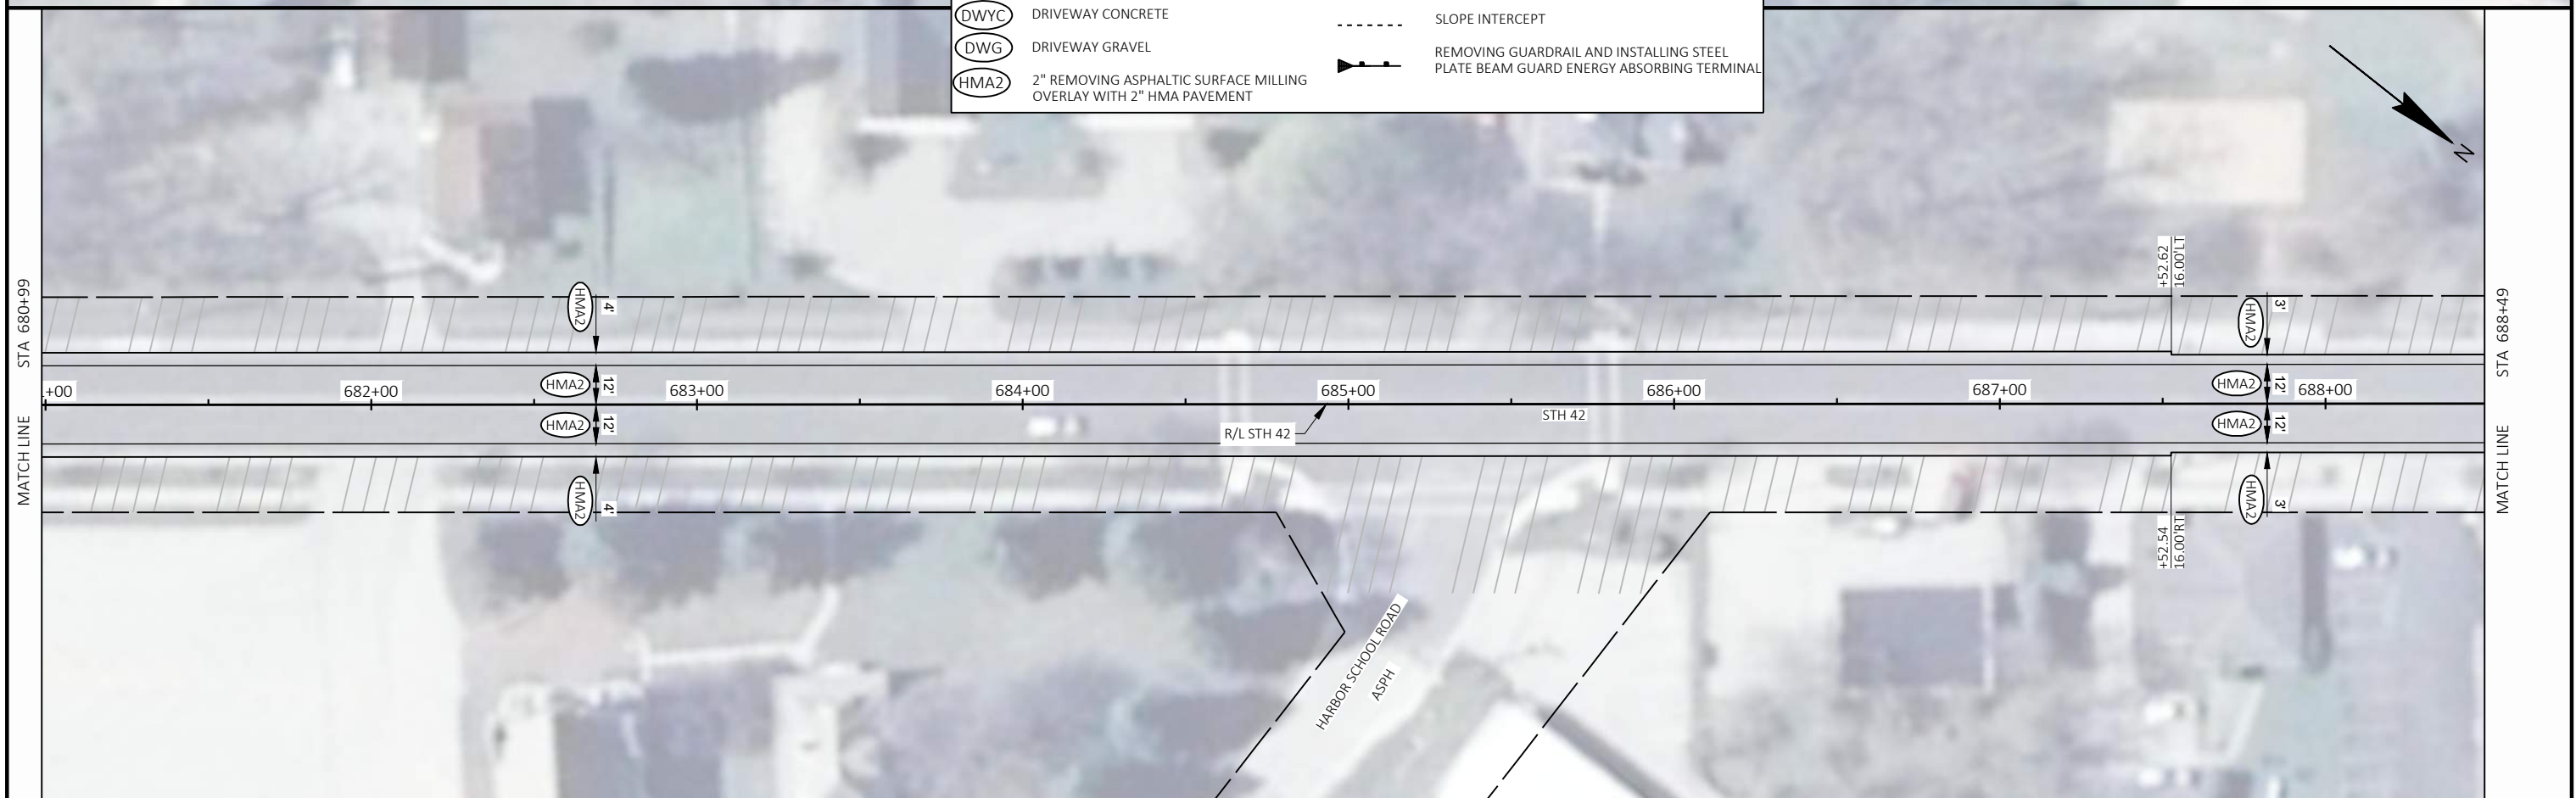 DWYC DRIVEWAY CONCRETE
DWG DRIVEWAY GRAVEL
HMA2 2" REMOVING ASPHALTIC SURFACE MILLING
OVERLAY WITH 2" HMA PAVEMENT
SLOPE INTERCEPT
REMOVING GUARDRAIL AND INSTALLING STEEL
PLATE BEAM GUARD ENERGY ABSORBING TERMINAL
N
STA 680+99
MATCH LINE
STA 688+49
MATCH LINE
+52.62
16.00'LT
HMA2 4'
HMA2 3'
HMA2 12'
HMA2 12'
+00 682+00 683+00 684+00 685+00 686+00 687+00 688+00
STH 42
R/L STH 42
HMA2 12'
HMA2 12'
HMA2 4'
HMA2 3'
+52.54
16.00'RT
HARBOR SCHOOL ROAD
ASPH